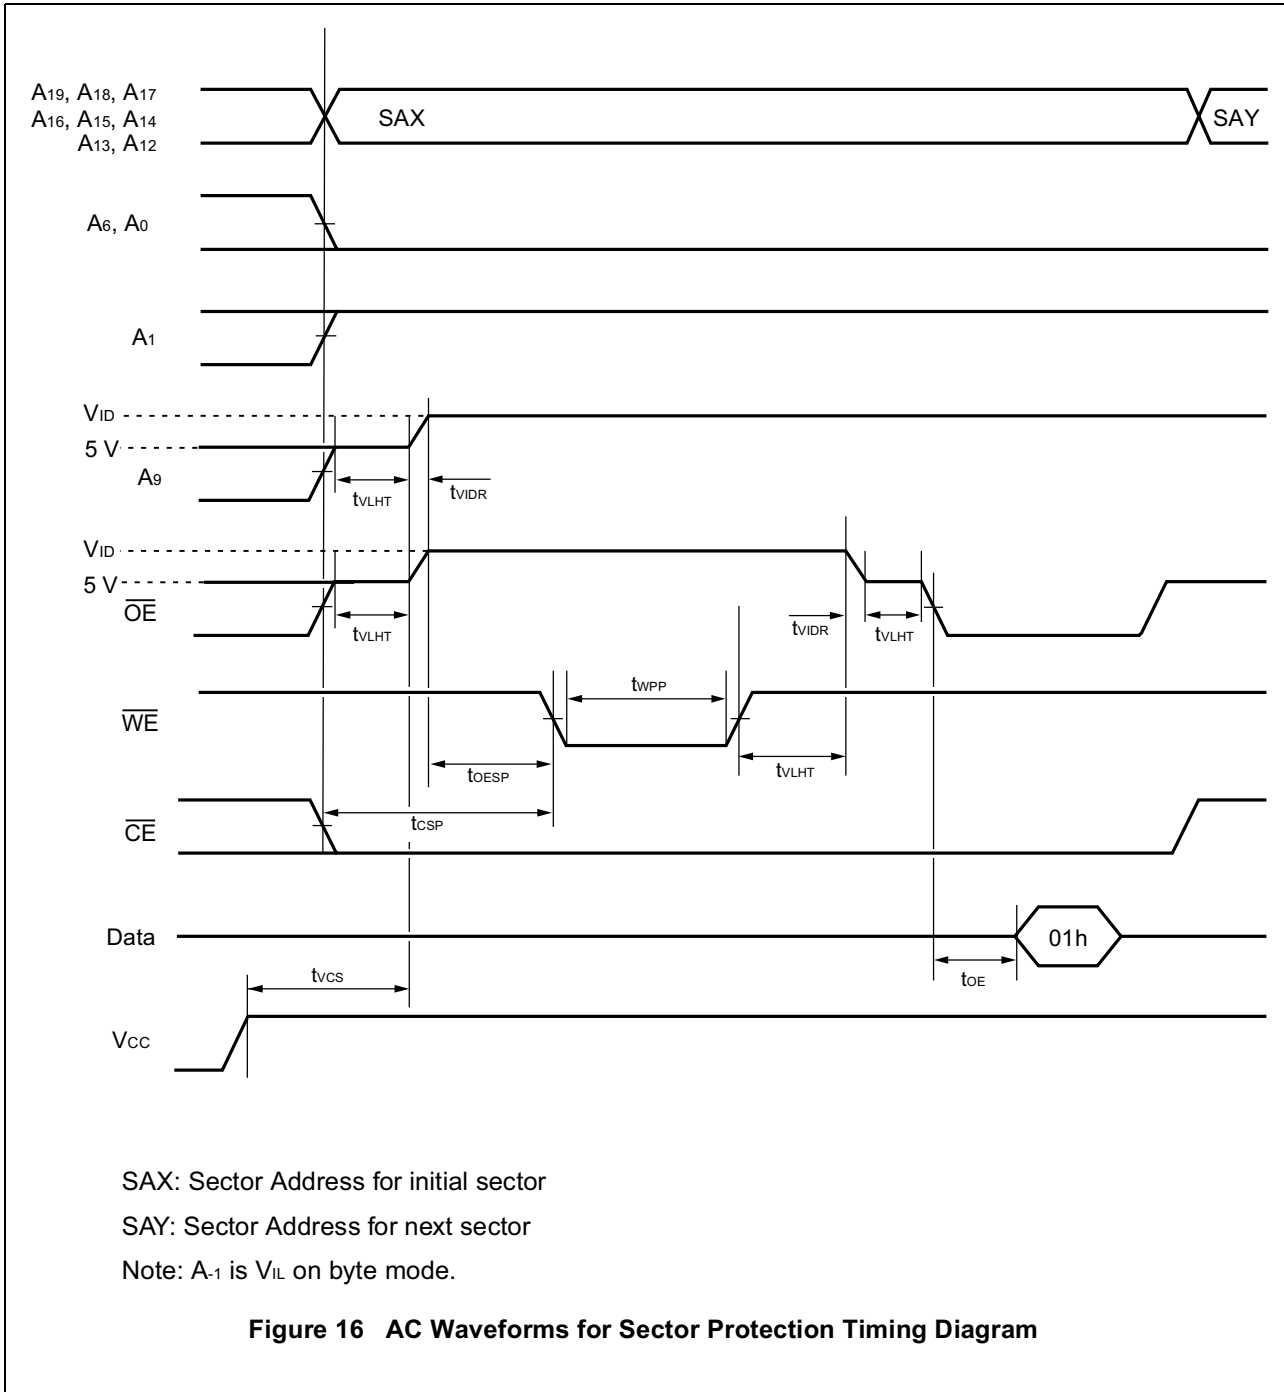 A19, A18, A17
A16, A15, A14
A13, A12
SAX
SAY
A6, A0
A1
VID
5 V
A9
tVLHT
tVIDR
VID
5 V
OE
tVLHT
tVIDR
tVLHT
WE
tWPP
tOESP
tVLHT
CE
tCSP
Data
01h
tOE
tVCS
VCC
SAX: Sector Address for initial sector
SAY: Sector Address for next sector
Note: A-1 is VIL on byte mode.
Figure 16 AC Waveforms for Sector Protection Timing Diagram